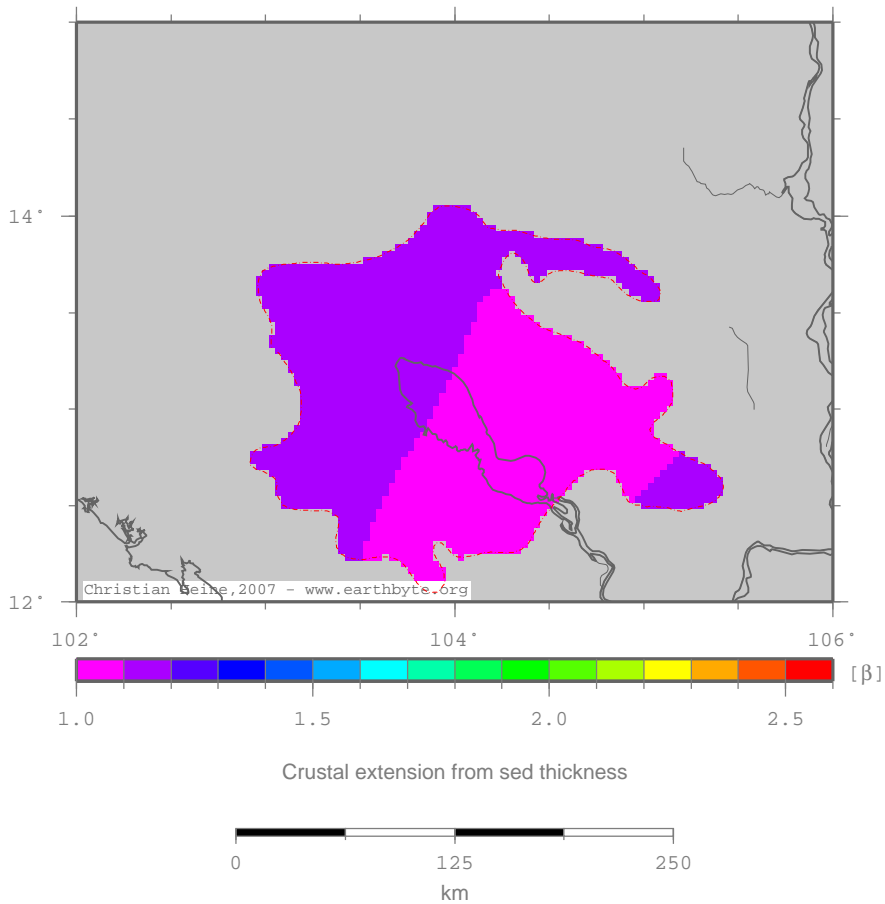 14°
12°
Christian Heine,2007 - www.earthbyte.org
102° 104° 106°
[β]
1.0 1.5 2.0 2.5
Crustal extension from sed thickness
0 125 250
km